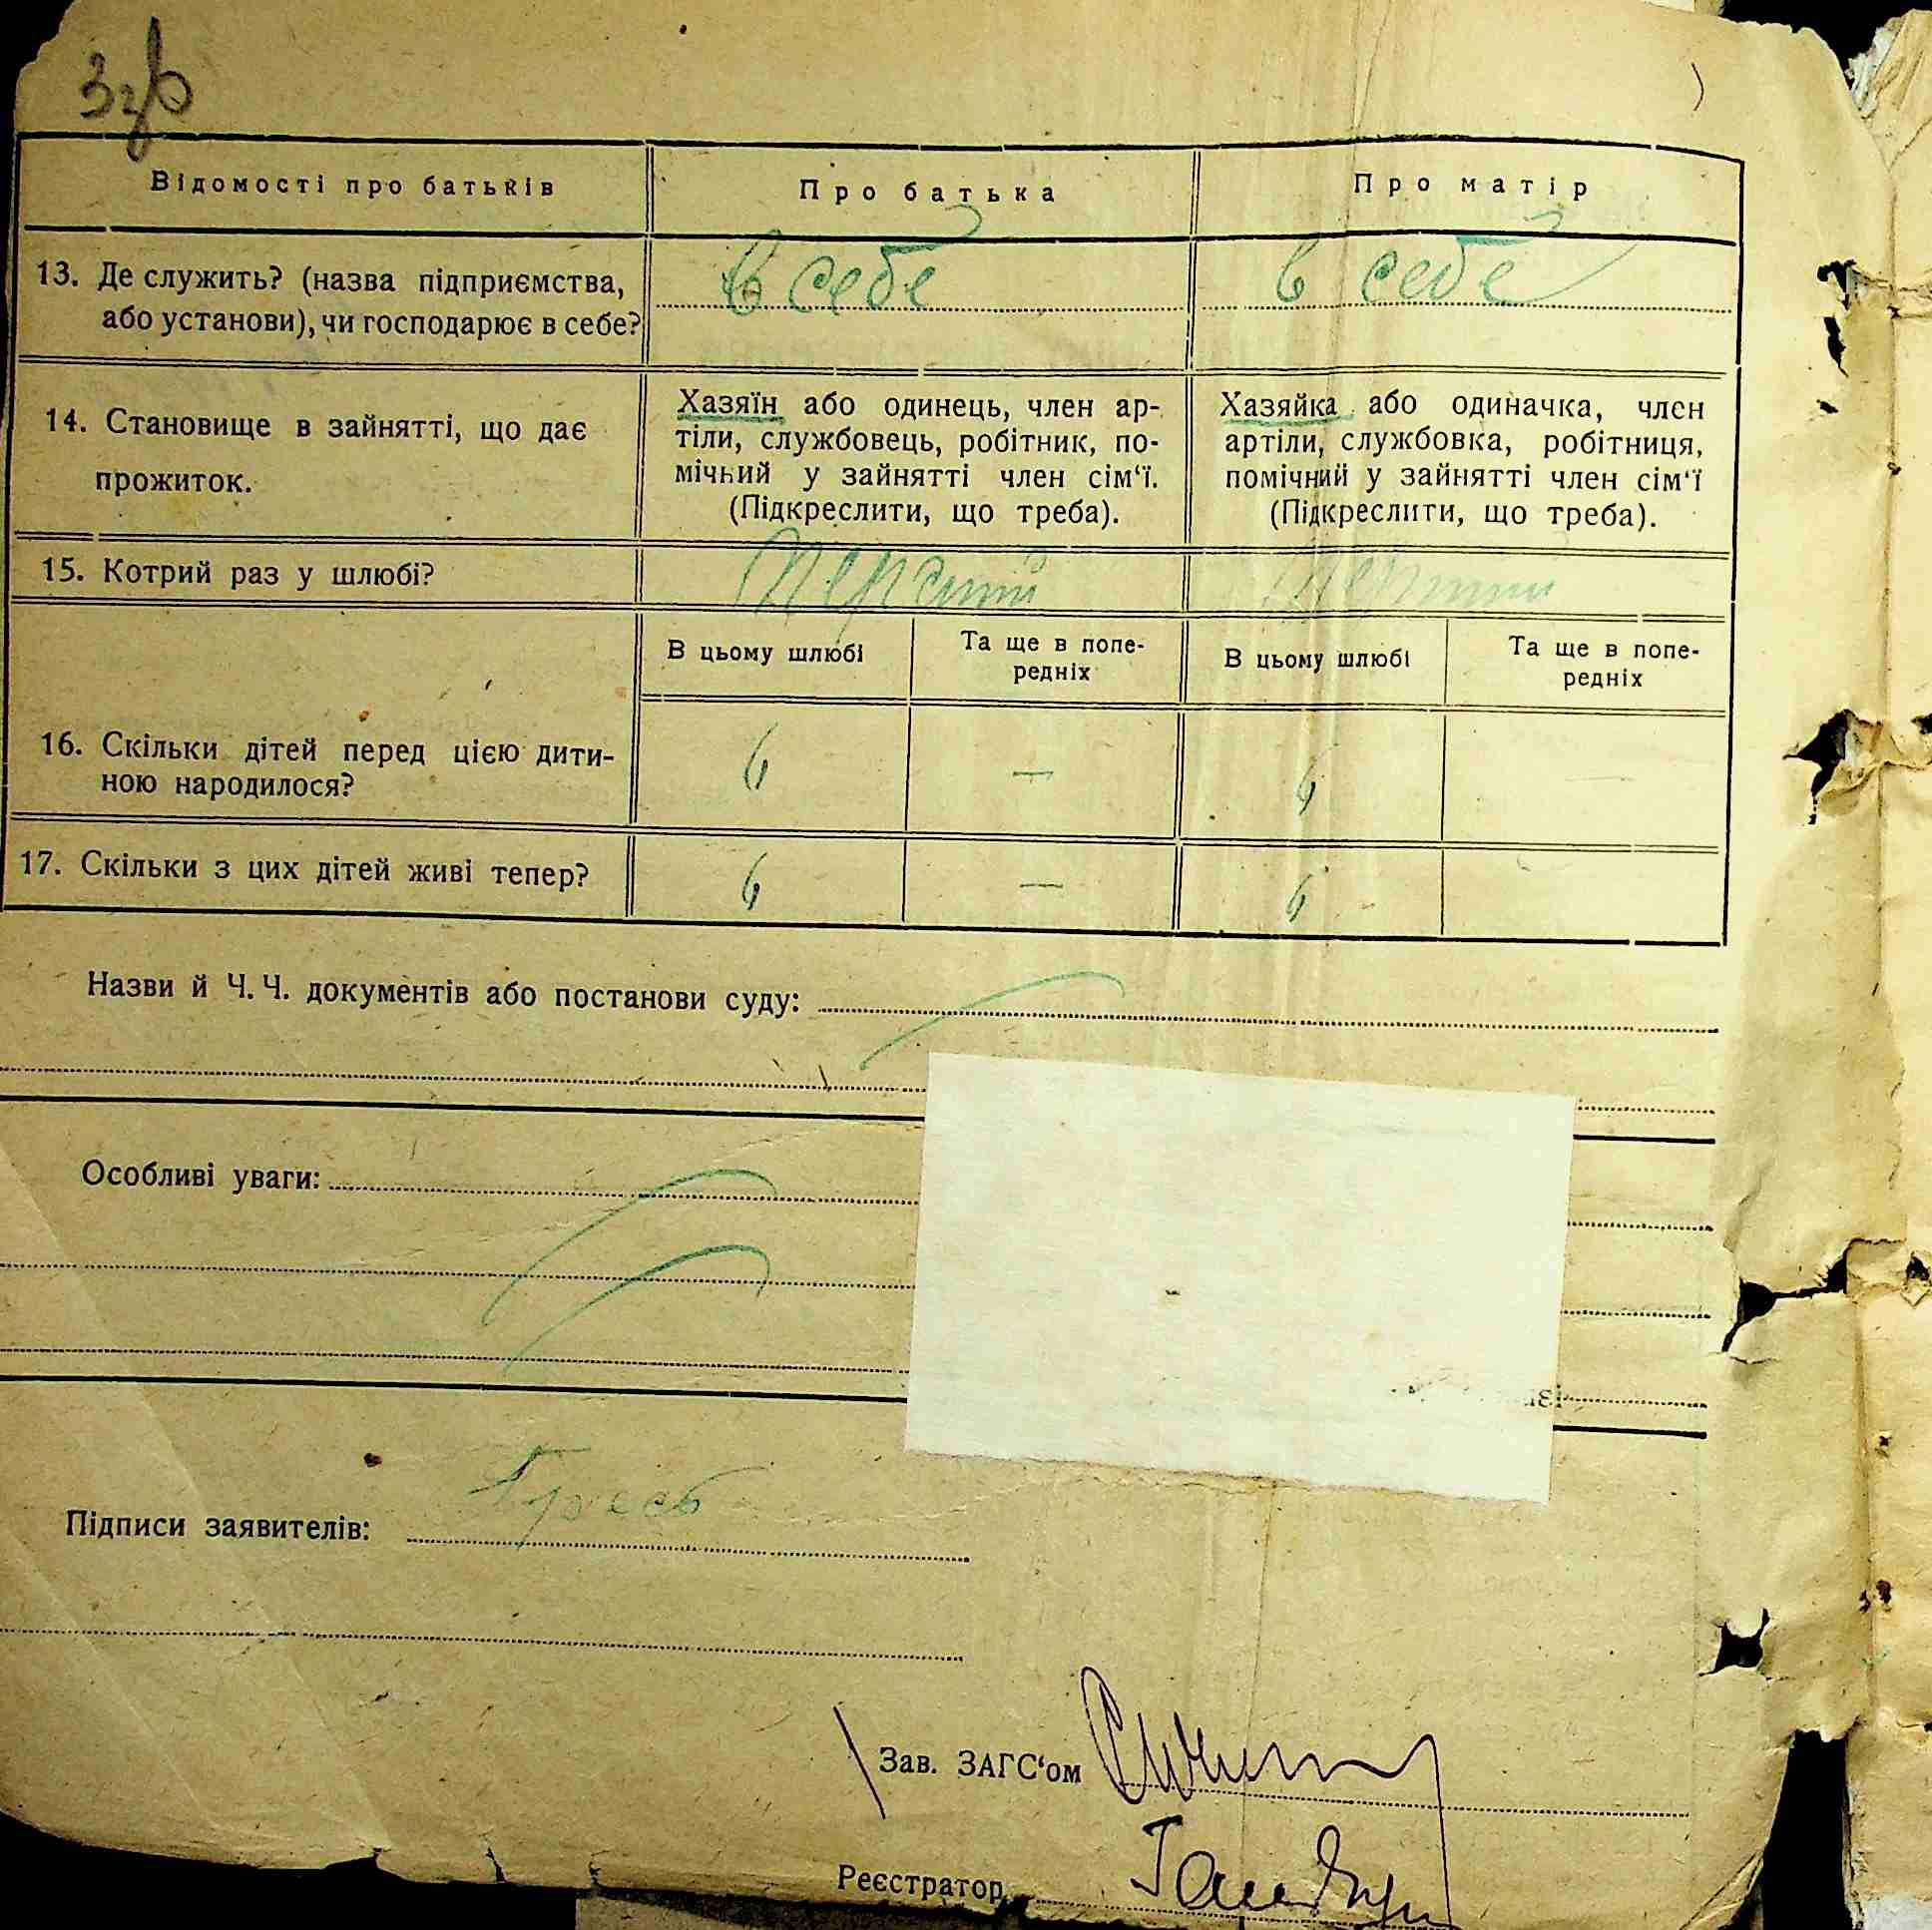 Відомості про батьків
Про батька
Про матір
13. Де служить? (назва підприємства,
або установи), чи господарює в себе?
в себе
в себе
14. Становище в зайнятті, що дає
прожиток.
Хазяїн або одинець, член ар-
тіли, службовець, робітник, по-
мічний у зайнятті член сім‘ї.
(Підкреслити, що треба).
Хазяйка або одиначка, член
артіли, службовка, робітниця,
помічний у зайнятті член сім‘ї
(Підкреслити, що треба).
15. Котрий раз у шлюбі?
В цьому шлюбі
Та ще в попе-
редніх
В цьому шлюбі
Та ще в попе-
редніх
16. Скільки дітей перед цією дити-
ною народилося?
6 — 6
17. Скільки з цих дітей живі тепер?
6 — 6
Назви й Ч. Ч. документів або постанови суду:
Особливі уваги:
Підписи заявителів:
Зав. ЗАГС‘ом
Реєстратор